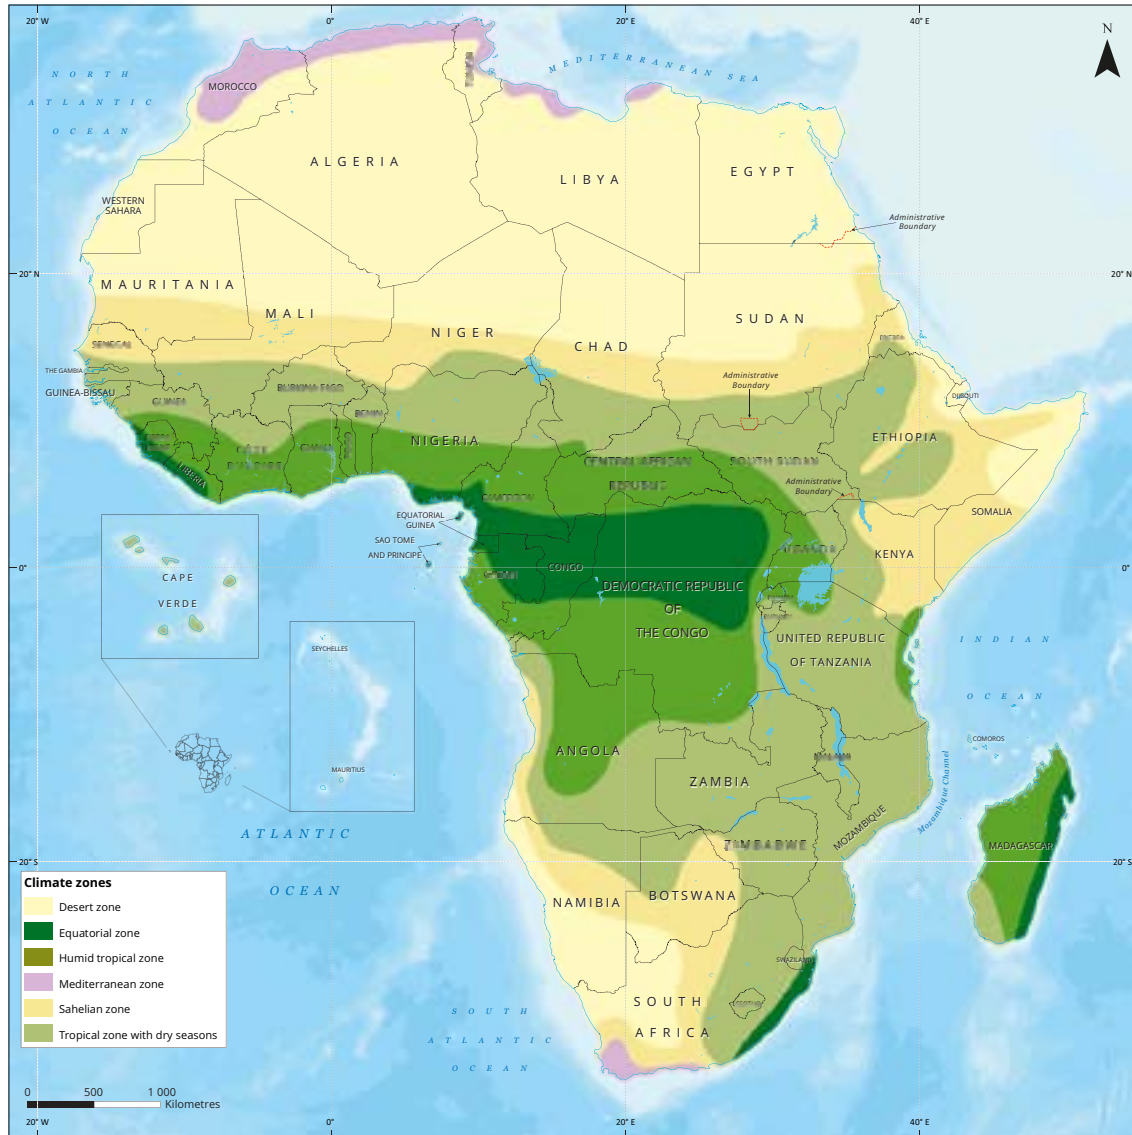 20° W
0°
20° E
40° E
N
NORTH
ATLANTIC
OCEAN
MEDITERRANEAN SEA
MOROCCO
ALGERIA
LIBYA
EGYPT
WESTERN
SAHARA
Administrative
Boundary
20° N
20° N
MAURITANIA
MALI
NIGER
CHAD
SUDAN
SENEGAL
THE GAMBIA
GUINEA-BISSAU
GUINEA
BURKINA FASO
BENIN
Administrative
Boundary
DJIBOUTI
ETHIOPIA
NIGERIA
GHANA
LIBERIA
CENTRAL AFRICAN
REPUBLIC
SOUTH SUDAN
Administrative
Boundary
SOMALIA
CAMEROON
EQUATORIAL
GUINEA
SAO TOME
AND PRINCIPE
KENYA
CONGO
0°
0°
DEMOCRATIC REPUBLIC
OF
THE CONGO
UNITED REPUBLIC
OF TANZANIA
INDIAN
OCEAN
CAPE
VERDE
SEYCHELLES
MAURITIUS
COMOROS
ANGOLA
ZAMBIA
MALAWI
Mozambique Channel
MOZAMBIQUE
MADAGASCAR
ZIMBABWE
ATLANTIC
OCEAN
20° S
NAMIBIA
BOTSWANA
SWAZILAND
SOUTH
AFRICA
SOUTH
ATLANTIC
OCEAN
Climate zones
Desert zone
Equatorial zone
Humid tropical zone
Mediterranean zone
Sahelian zone
Tropical zone with dry seasons
0 500 1 000
Kilometres
20° W
0°
20° E
40° E